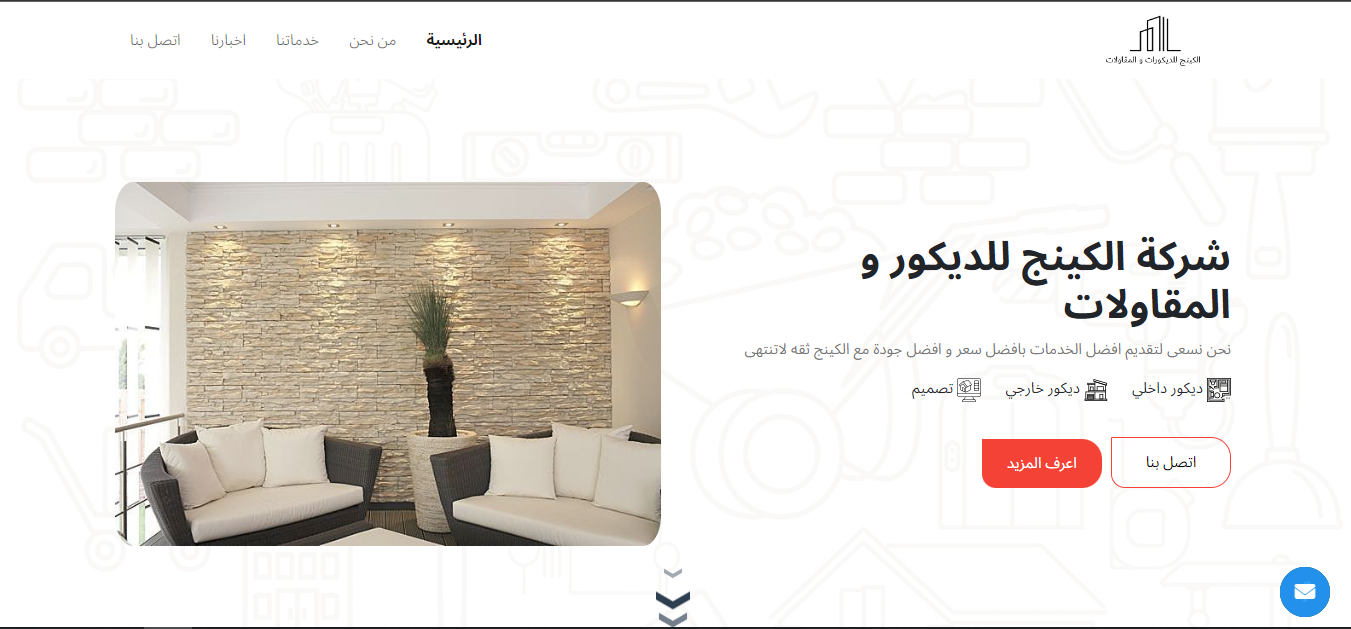 الكينج للديكورات و المقاولات
الرئيسية من نحن خدماتنا اخبارنا اتصل بنا
شركة الكينج للديكور و
المقاولات
نحن نسعى لتقديم افضل الخدمات بافضل سعر و افضل جودة مع الكينج ثقه لاتنتهى
ديكور داخلي ديكور خارجي تصميم
اتصل بنا اعرف المزيد